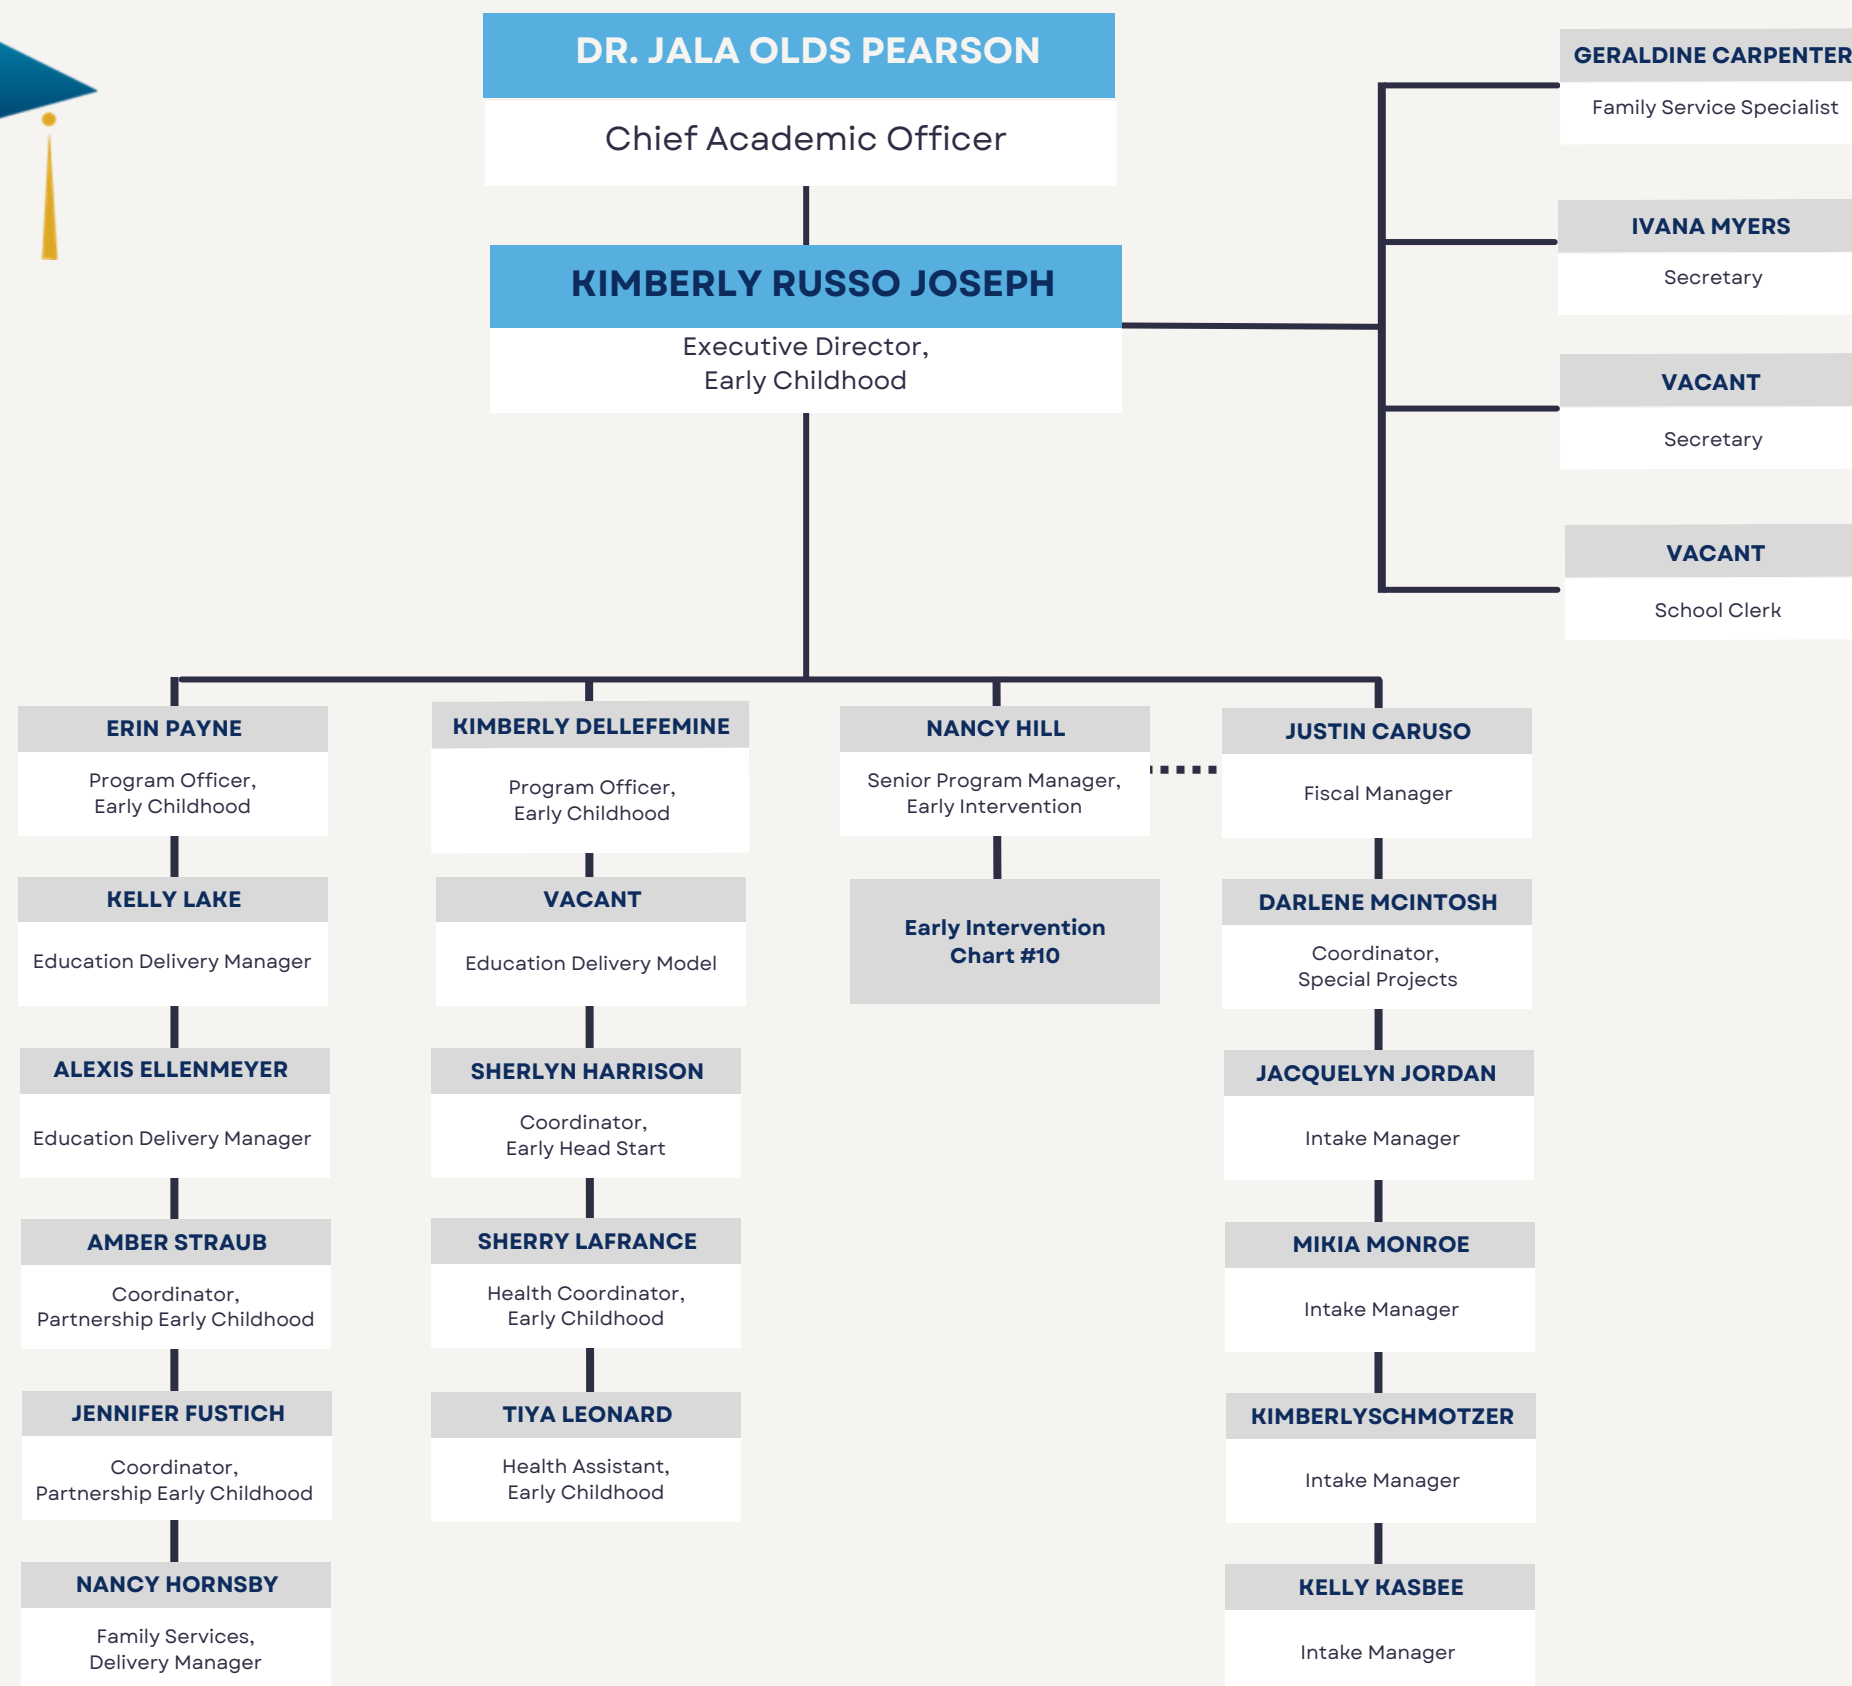 DR. JALA OLDS PEARSON
Chief Academic Officer
KIMBERLY RUSSO JOSEPH
Executive Director,
Early Childhood
GERALDINE CARPENTER
Family Service Specialist
IVANA MYERS
Secretary
VACANT
Secretary
VACANT
School Clerk
ERIN PAYNE
Program Officer,
Early Childhood
KELLY LAKE
Education Delivery Manager
ALEXIS ELLENMEYER
Education Delivery Manager
AMBER STRAUB
Coordinator,
Partnership Early Childhood
JENNIFER FUSTICH
Coordinator,
Partnership Early Childhood
NANCY HORNSBY
Family Services,
Delivery Manager
KIMBERLY DELLEFEMINE
Program Officer,
Early Childhood
VACANT
Education Delivery Model
SHERLYN HARRISON
Coordinator,
Early Head Start
SHERRY LAFRANCE
Health Coordinator,
Early Childhood
TIYA LEONARD
Health Assistant,
Early Childhood
NANCY HILL
Senior Program Manager,
Early Intervention
Early Intervention
Chart #10
JUSTIN CARUSO
Fiscal Manager
DARLENE MCINTOSH
Coordinator,
Special Projects
JACQUELYN JORDAN
Intake Manager
MIKIA MONROE
Intake Manager
KIMBERLYSCHMOTZER
Intake Manager
KELLY KASBEE
Intake Manager